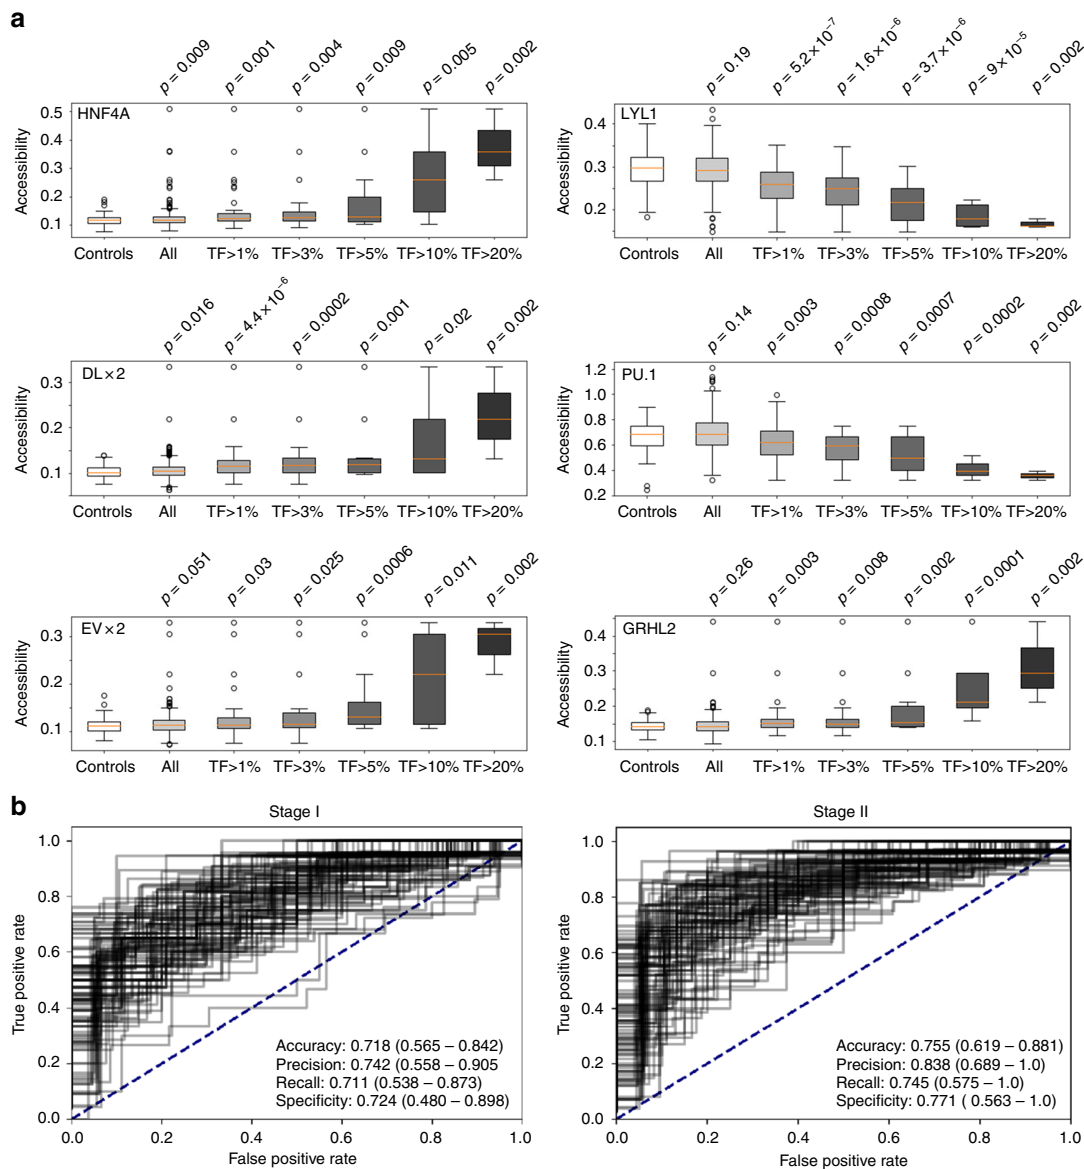 a
p = 0.009 p = 0.001 p = 0.004 p = 0.009 p = 0.005 p = 0.002
HNF4A
Accessibility
0.5
0.4
0.3
0.2
0.1
Controls All TF>1% TF>3% TF>5% TF>10% TF>20%
p = 0.19 p = 5.2×10⁻⁷ p = 1.6×10⁻⁶ p = 3.7×10⁻⁶ p = 9×10⁻⁵ p = 0.002
LYL1
Accessibility
0.4
0.3
0.2
Controls All TF>1% TF>3% TF>5% TF>10% TF>20%
p = 0.016 p = 4.4×10⁻⁶ p = 0.0002 p = 0.001 p = 0.02 p = 0.002
DL×2
Accessibility
0.3
0.2
0.1
Controls All TF>1% TF>3% TF>5% TF>10% TF>20%
p = 0.14 p = 0.003 p = 0.0008 p = 0.0007 p = 0.0002 p = 0.002
PU.1
Accessibility
1.2
1.0
0.8
0.6
0.4
0.2
Controls All TF>1% TF>3% TF>5% TF>10% TF>20%
p = 0.051 p = 0.03 p = 0.025 p = 0.0006 p = 0.011 p = 0.002
EV×2
Accessibility
0.3
0.2
0.1
Controls All TF>1% TF>3% TF>5% TF>10% TF>20%
p = 0.26 p = 0.003 p = 0.008 p = 0.002 p = 0.0001 p = 0.002
GRHL2
Accessibility
0.4
0.3
0.2
0.1
Controls All TF>1% TF>3% TF>5% TF>10% TF>20%
b
Stage I
True positive rate
1.0
0.8
0.6
0.4
0.2
0.0
Accuracy: 0.718 (0.565 – 0.842)
Precision: 0.742 (0.558 – 0.905
Recall: 0.711 (0.538 – 0.873)
Specificity: 0.724 (0.480 – 0.898)
0.0 0.2 0.4 0.6 0.8 1.0
False positive rate
Stage II
True positive rate
1.0
0.8
0.6
0.4
0.2
0.0
Accuracy: 0.755 (0.619 – 0.881)
Precision: 0.838 (0.689 – 1.0)
Recall: 0.745 (0.575 – 1.0)
Specificity: 0.771 ( 0.563 – 1.0)
0.0 0.2 0.4 0.6 0.8 1.0
False positive rate